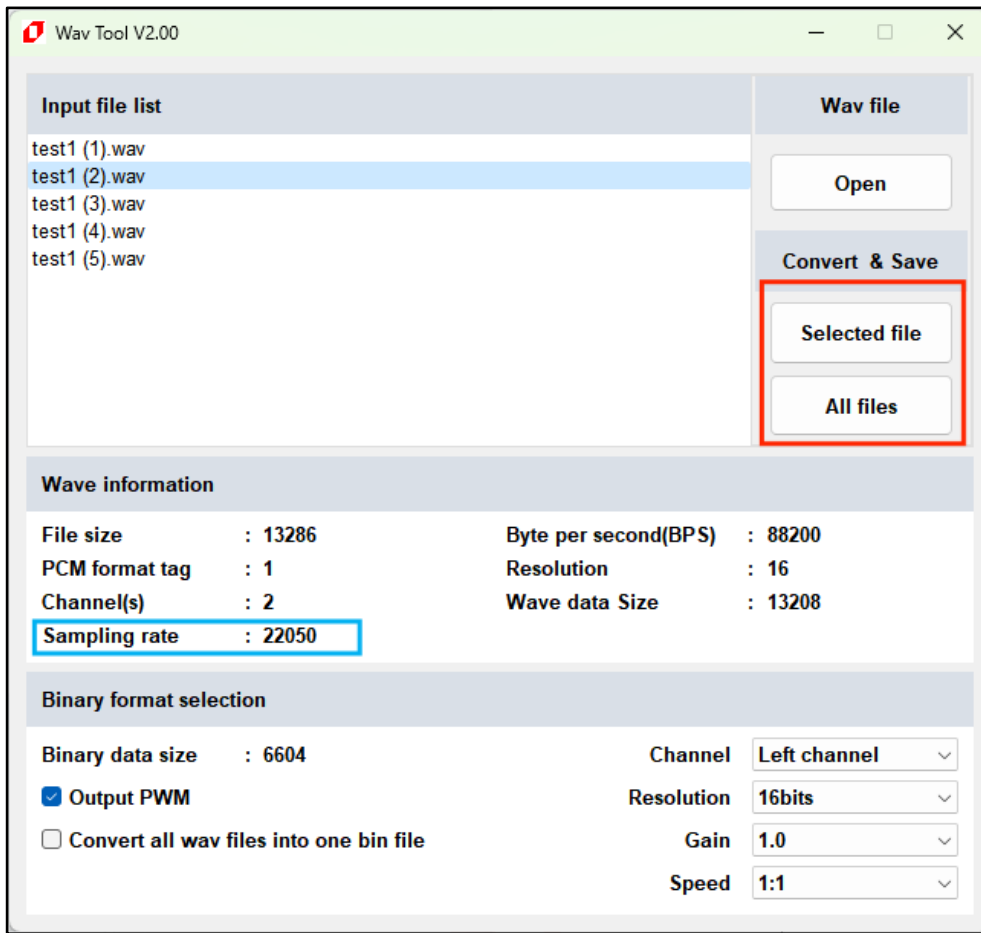 Wav Tool V2.00
Input file list
Wav file
test1 (1).wav
test1 (2).wav
test1 (3).wav
test1 (4).wav
test1 (5).wav
Open
Convert & Save
Selected file
All files
Wave information
File size : 13286
Byte per second(BPS) : 88200
PCM format tag : 1
Resolution : 16
Channel(s) : 2
Wave data Size : 13208
Sampling rate : 22050
Binary format selection
Binary data size : 6604
Channel Left channel
Output PWM
Resolution 16bits
Convert all wav files into one bin file
Gain 1.0
Speed 1:1